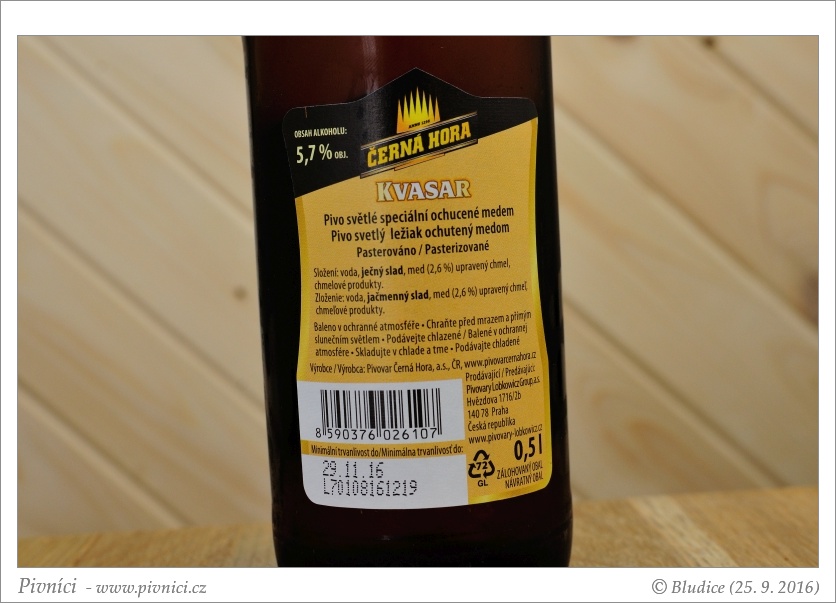 ANNO 1298
ČERNÁ HORA
OBSAH ALKOHOLU:
5,7 % OBJ.
KVASAR
Pivo světlé speciální ochucené medem
Pivo svetlý ležiak ochutený medom
Pasterováno / Pasterizované
Složení: voda, ječný slad, med (2,6 %) upravený chmel,
chmelové produkty.
Zloženie: voda, jačmenný slad, med (2,6 %) upravený chmeľ,
chmeľové produkty.
Baleno v ochranné atmosféře • Chraňte před mrazem a přímým
slunečním světlem • Podávejte chlazené / Balené v ochrannej
atmosfére • Skladujte v chlade a tme • Podávajte chladené
Výrobce / Výrobca: Pivovar Černá Hora, a.s., ČR, www.pivovarcernahora.cz
Prodávající / Predávajúci:
Pivovary Lobkowicz Group, a.s.
Hvězdova 1716/2b
140 78 Praha
Česká republika
www.pivovary-lobkowicz.cz
8 590376 026107
Minimální trvanlivost do/Minimálna trvanlivosť do:
29.11.16
L70108161219
72
GL
0,5 l
ZÁLOHOVANÝ OBAL
NÁVRATNÝ OBAL
Pivníci - www.pivnici.cz
© Bludice (25. 9. 2016)